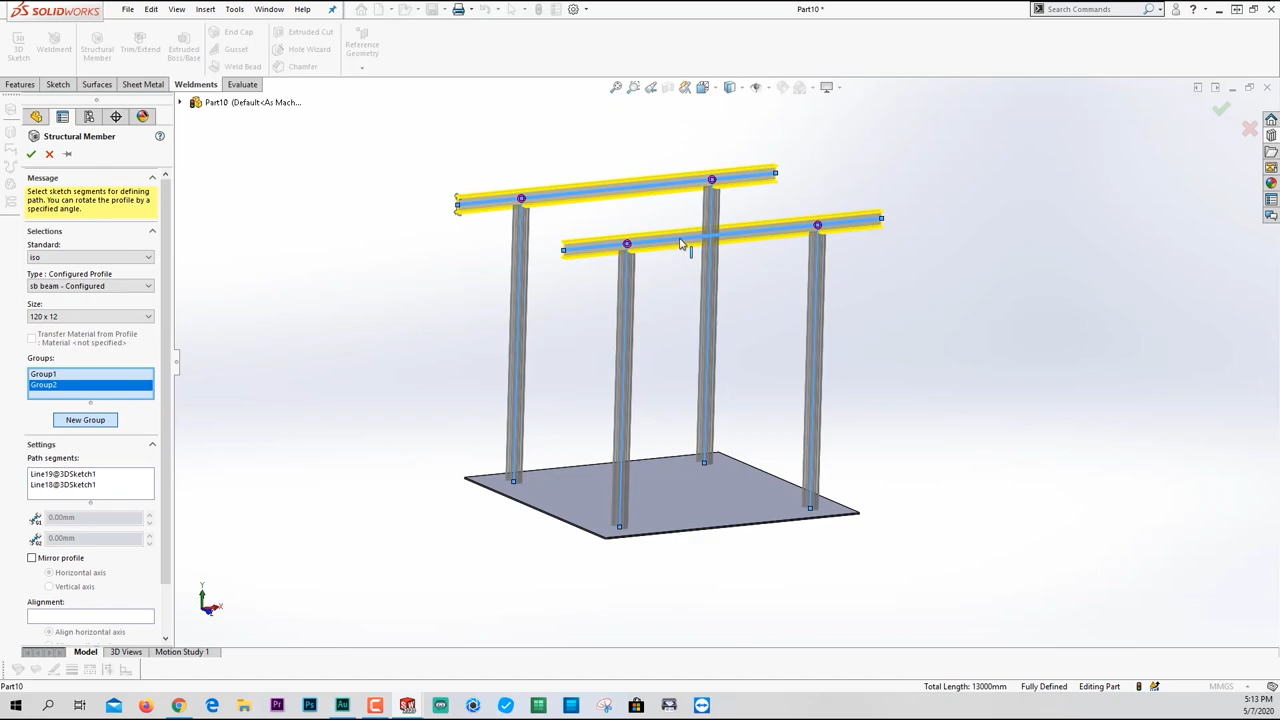 SOLIDWORKS
File Edit View Insert Tools Window Help
Part10 *
Search Commands
3D Sketch
Weldment
Structural Member
Trim/Extend
Extruded Boss/Base
End Cap
Gusset
Weld Bead
Extruded Cut
Hole Wizard
Chamfer
Reference Geometry
Features Sketch Surfaces Sheet Metal Weldments Evaluate
Part10 (Default<As Mach...
Structural Member
Message
Select sketch segments for defining
path. You can rotate the profile by a
specified angle.
Selections
Standard:
iso
Type : Configured Profile
sb beam - Configured
Size:
120 x 12
Transfer Material from Profile
: Material <not specified>
Groups:
Group1
Group2
New Group
Settings
Path segments:
Line19@3DSketch1
Line18@3DSketch1
0.00mm
0.00mm
Mirror profile
Horizontal axis
Vertical axis
Alignment:
Align horizontal axis
Y
X
Model 3D Views Motion Study 1
Part10
Total Length: 13000mm Fully Defined Editing Part MMGS
5:13 PM
5/7/2020